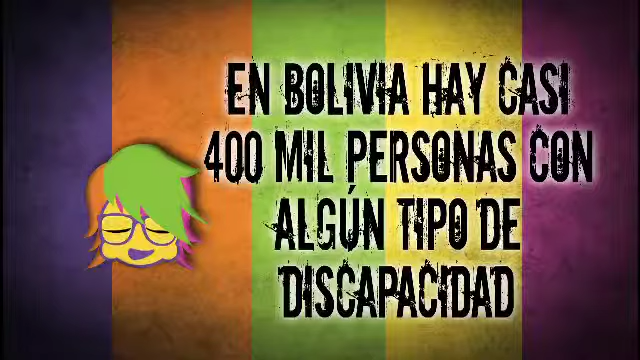 EN BOLIVIA HAY CASI
400 MIL PERSONAS CON
ALGÚN TIPO DE
DISCAPACIDAD